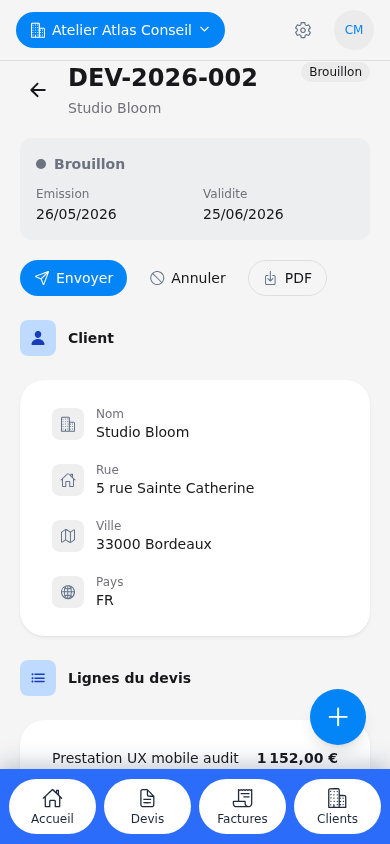 Atelier Atlas Conseil
CM
DEV-2026-002
Brouillon
Studio Bloom
Brouillon
Emission
Validite
26/05/2026
25/06/2026
Envoyer
Annuler
PDF
Client
Nom
Studio Bloom
Rue
5 rue Sainte Catherine
Ville
33000 Bordeaux
Pays
FR
Lignes du devis
Prestation UX mobile audit 1 152,00 €
Accueil
Devis
Factures
Clients